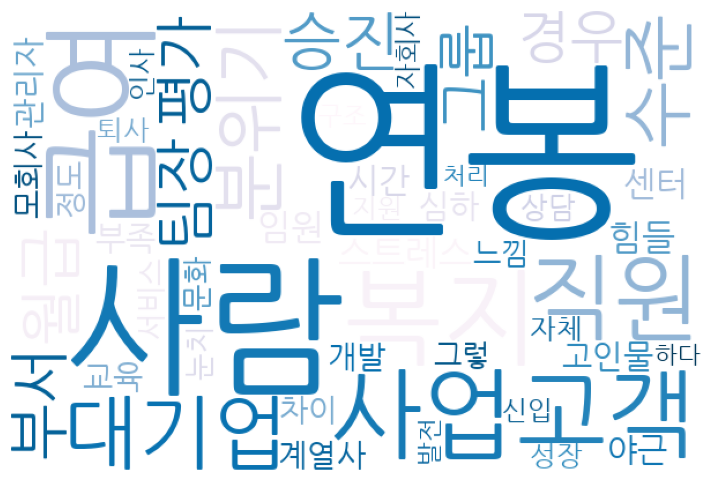 연봉
사람
급여
복지
사업
고객
대기업
직원
분위기
승진
그룹
경우
수준
팀장
평가
부서
월급
관리자
모회사
인사
자회사
퇴사
정도
구조
시간
처리
지원
심하
상담
센터
임원
부족
스트레스
느낌
힘들
서비스
문화
눈치
교육
개발
그렇
자체
고인물
하다
차이
계열사
발전
신입
성장
야근